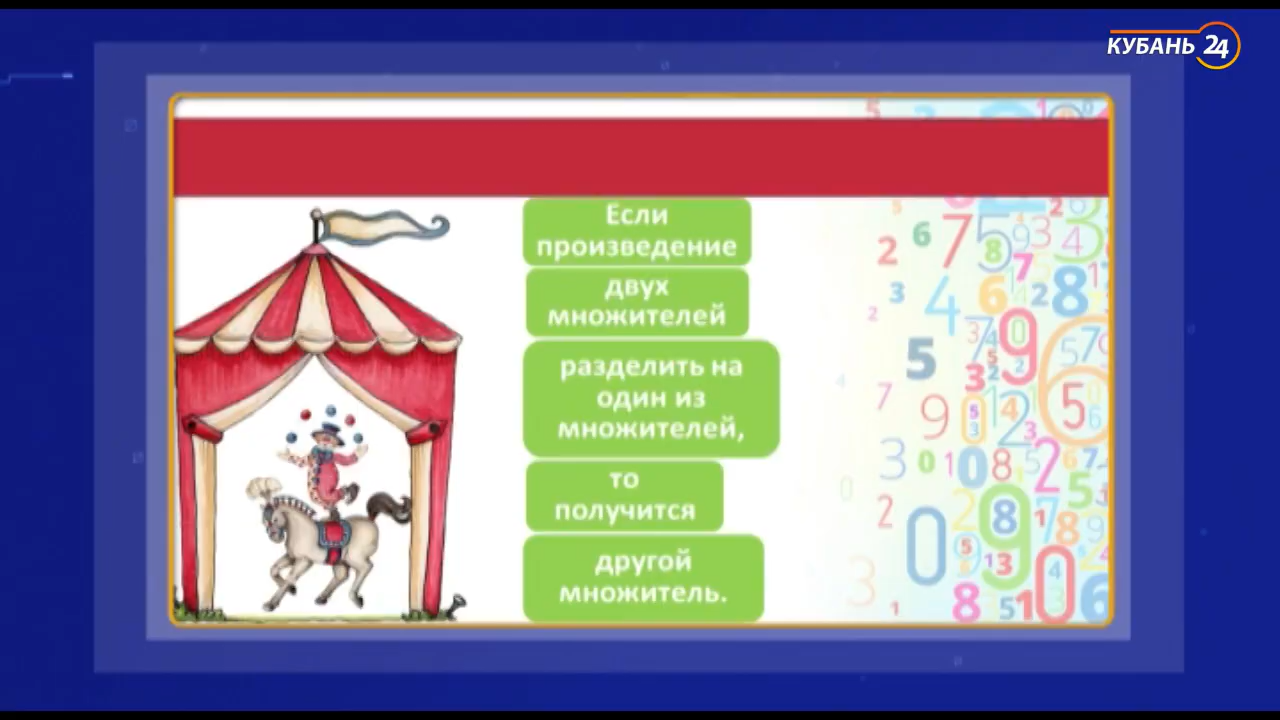 КУБАНЬ 24
Если
произведение
двух
множителей
разделить на
один из
множителей,
то
получится
другой
множитель.